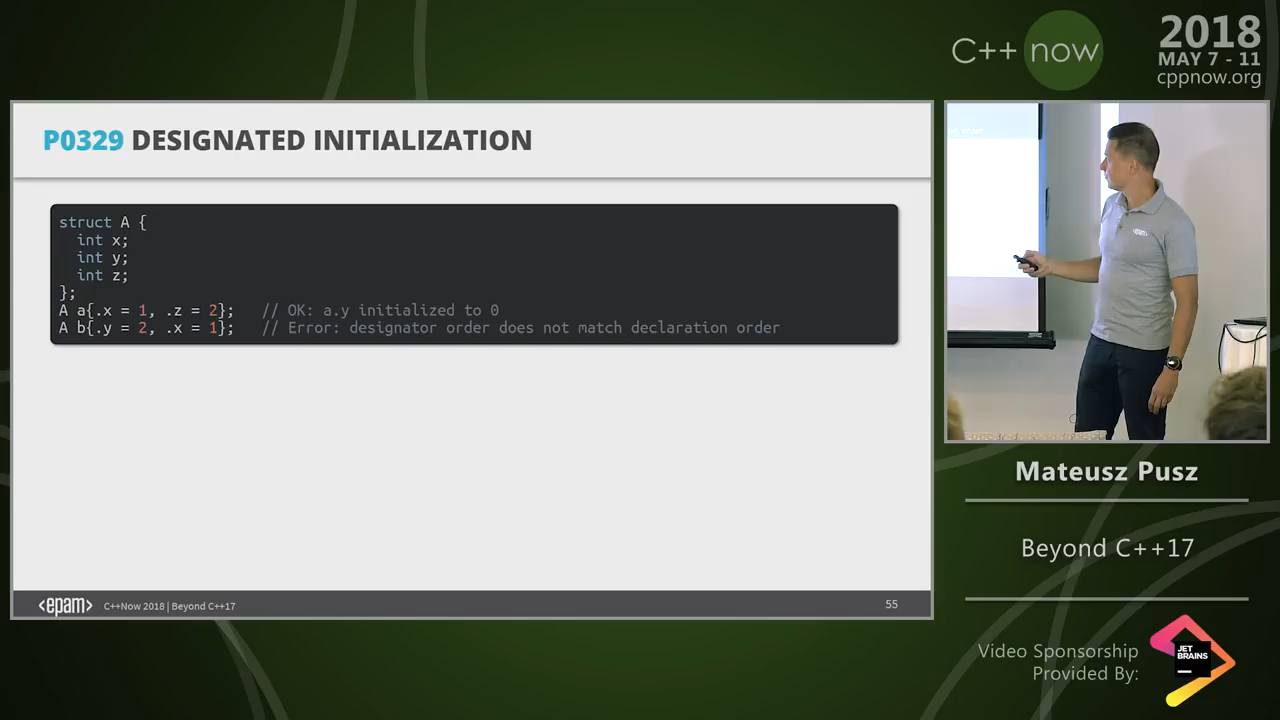 C++ now
2018
MAY 7 - 11
cppnow.org
P0329 DESIGNATED INITIALIZATION
struct A {
  int x;
  int y;
  int z;
};
A a{.x = 1, .z = 2};   // OK: a.y initialized to 0
A b{.y = 2, .x = 1};   // Error: designator order does not match declaration order
<epam>
C++Now 2018 | Beyond C++17
55
<epam>
Mateusz Pusz
Beyond C++17
Video Sponsorship
Provided By:
JET
BRAINS